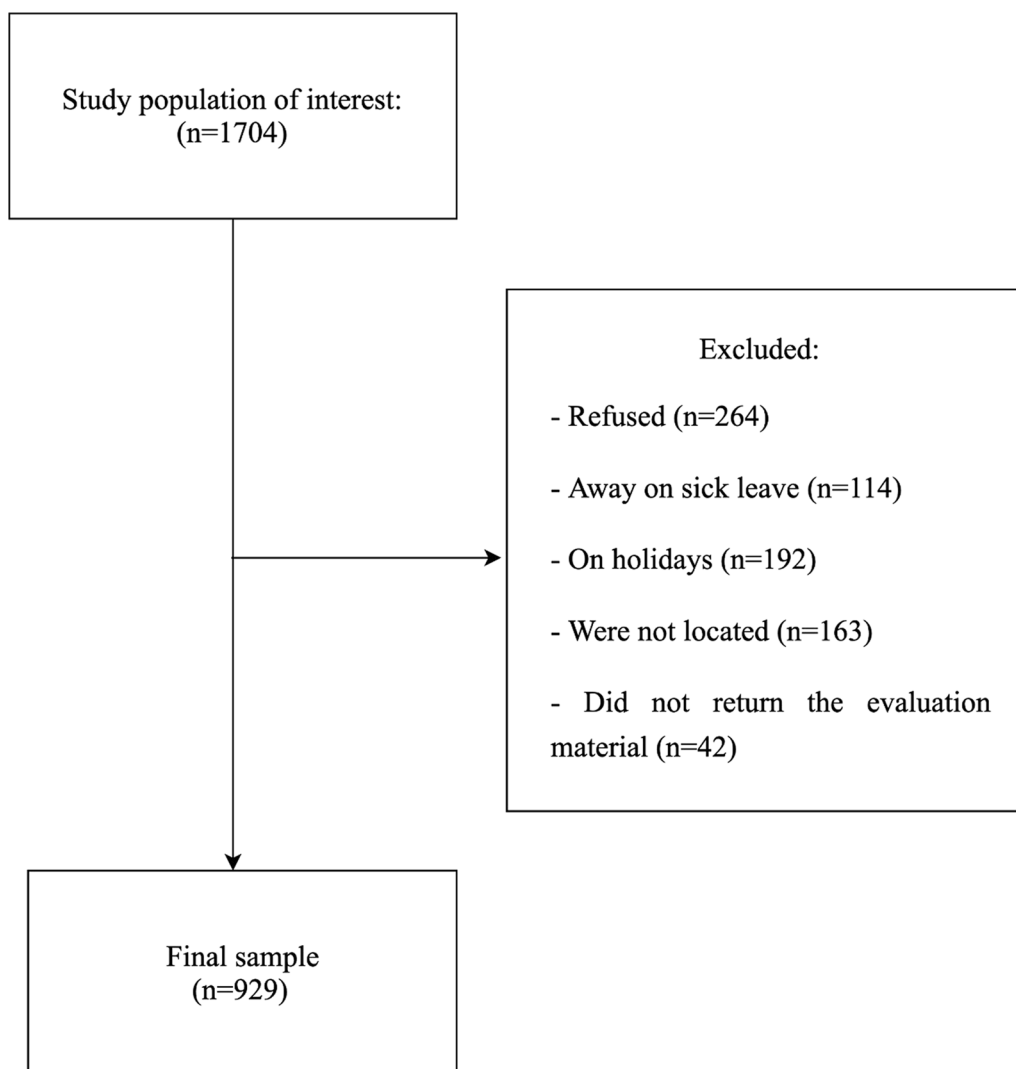 Study population of interest:
(n=1704)
Excluded:
- Refused (n=264)
- Away on sick leave (n=114)
- On holidays (n=192)
- Were not located (n=163)
- Did not return the evaluation
material (n=42)
Final sample
(n=929)